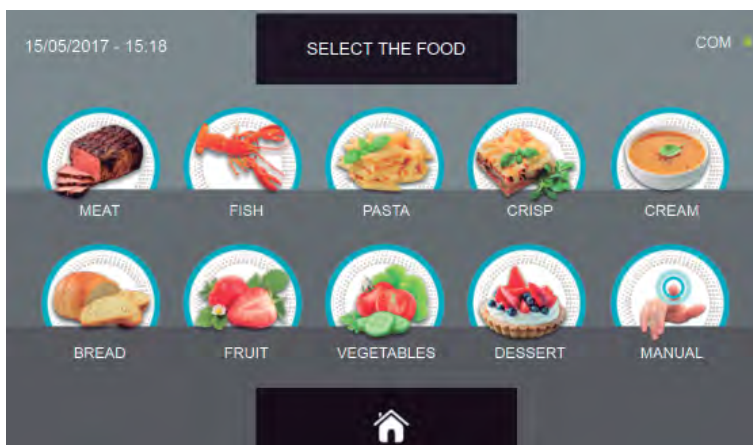 15/05/2017 - 15:18
SELECT THE FOOD
COM
MEAT
FISH
PASTA
CRISP
CREAM
BREAD
FRUIT
VEGETABLES
DESSERT
MANUAL